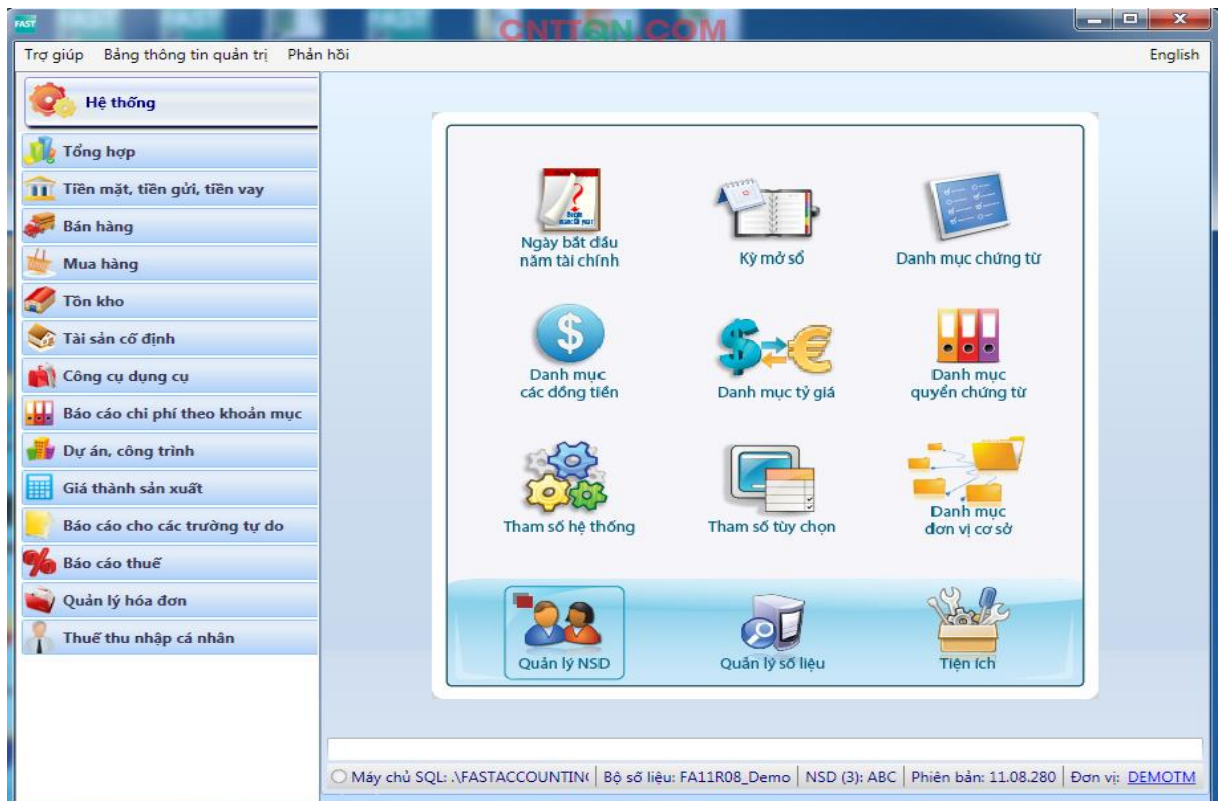 FAST
CNTTQN.COM
Trợ giúp Bảng thông tin quản trị Phản hồi English
Hệ thống
Tổng hợp
Tiền mặt, tiền gửi, tiền vay
Bán hàng
Mua hàng
Tồn kho
Tài sản cố định
Công cụ dụng cụ
Báo cáo chi phí theo khoản mục
Dự án, công trình
Giá thành sản xuất
Báo cáo cho các trường tự do
Báo cáo thuế
Quản lý hóa đơn
Thuế thu nhập cá nhân
Ngày bắt đầu
năm tài chính
Kỳ mở sổ
Danh mục chứng từ
Danh mục
các đồng tiền
Danh mục tỷ giá
Danh mục
quyển chứng từ
Tham số hệ thống
Tham số tùy chọn
Danh mục
đơn vị cơ sở
Quản lý NSD
Quản lý số liệu
Tiện ích
Máy chủ SQL: .\FASTACCOUNTIN( Bộ số liệu: FA11R08_Demo NSD (3): ABC Phiên bản: 11.08.280 Đơn vị: DEMOTM